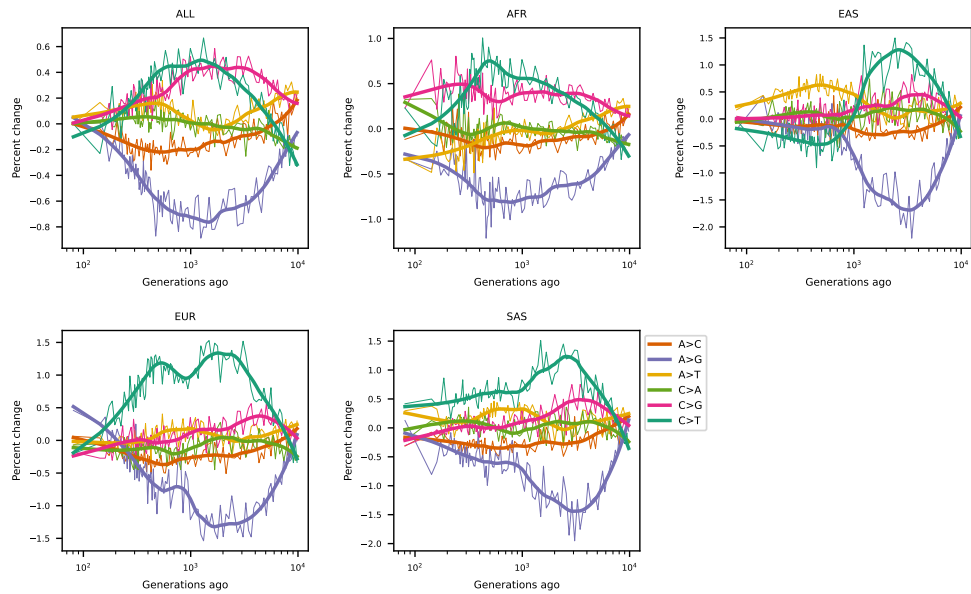 ALL
AFR
EAS
Percent change
0.6
0.4
0.2
0.0
−0.2
−0.4
−0.6
−0.8
10² 10³ 10⁴
Generations ago
Percent change
1.0
0.5
0.0
−0.5
−1.0
10² 10³ 10⁴
Generations ago
Percent change
1.5
1.0
0.5
0.0
−0.5
−1.0
−1.5
−2.0
10² 10³ 10⁴
Generations ago
EUR
SAS
Percent change
1.5
1.0
0.5
0.0
−0.5
−1.0
−1.5
10² 10³ 10⁴
Generations ago
Percent change
1.5
1.0
0.5
0.0
−0.5
−1.0
−1.5
−2.0
10² 10³ 10⁴
Generations ago
A>C
A>G
A>T
C>A
C>G
C>T